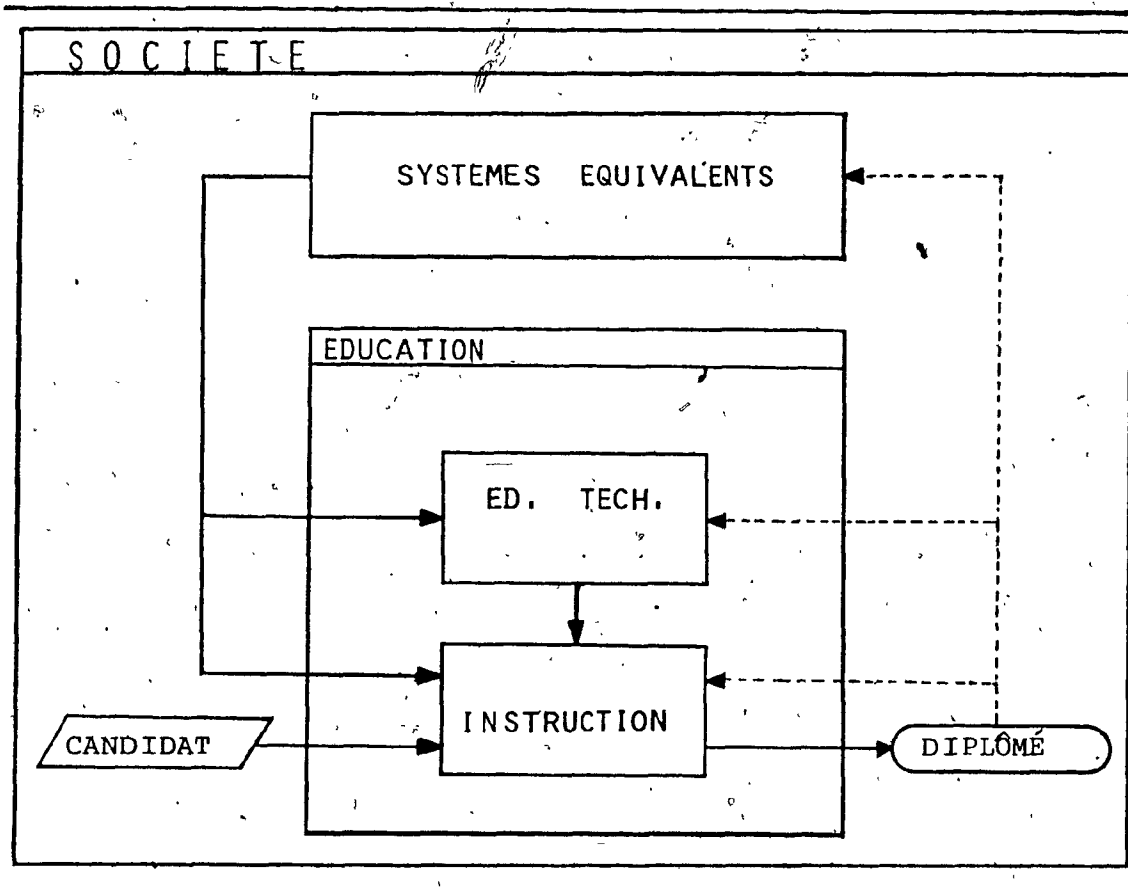 SOCIETE
SYSTEMES EQUIVALENTS
EDUCATION
ED. TECH.
INSTRUCTION
CANDIDAT
DIPLÔMÉ